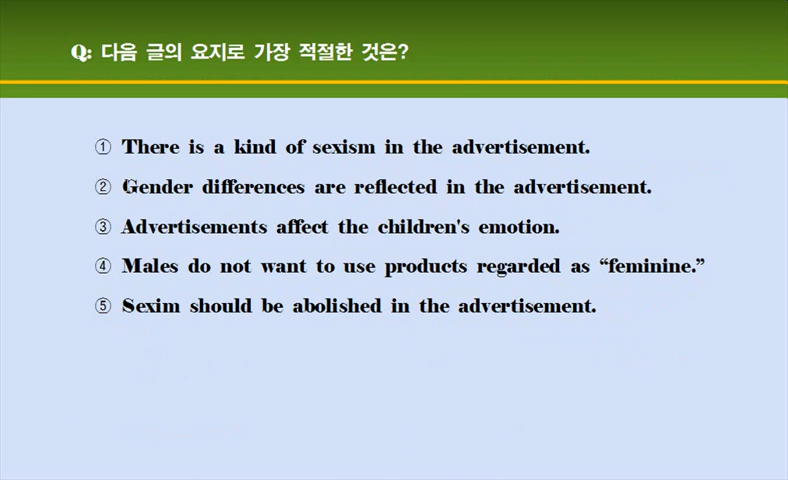 Q: 다음 글의 요지로 가장 적절한 것은?
① There is a kind of sexism in the advertisement.
② Gender differences are reflected in the advertisement.
③ Advertisements affect the children's emotion.
④ Males do not want to use products regarded as “feminine.”
⑤ Sexim should be abolished in the advertisement.